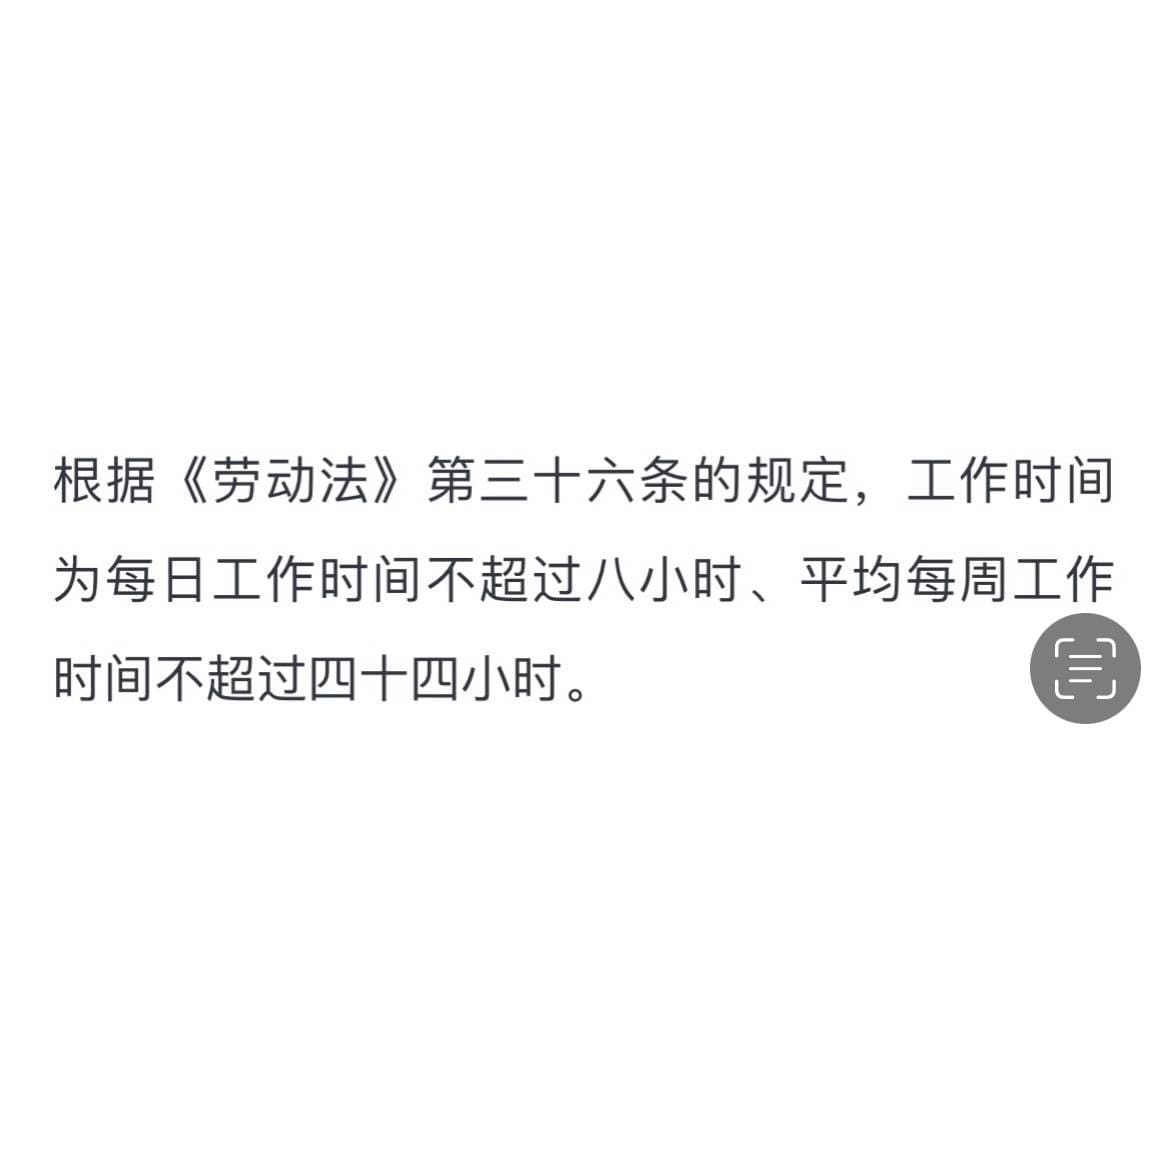 根据《劳动法》第三十六条的规定，工作时间
为每日工作时间不超过八小时、平均每周工作
时间不超过四十四小时。